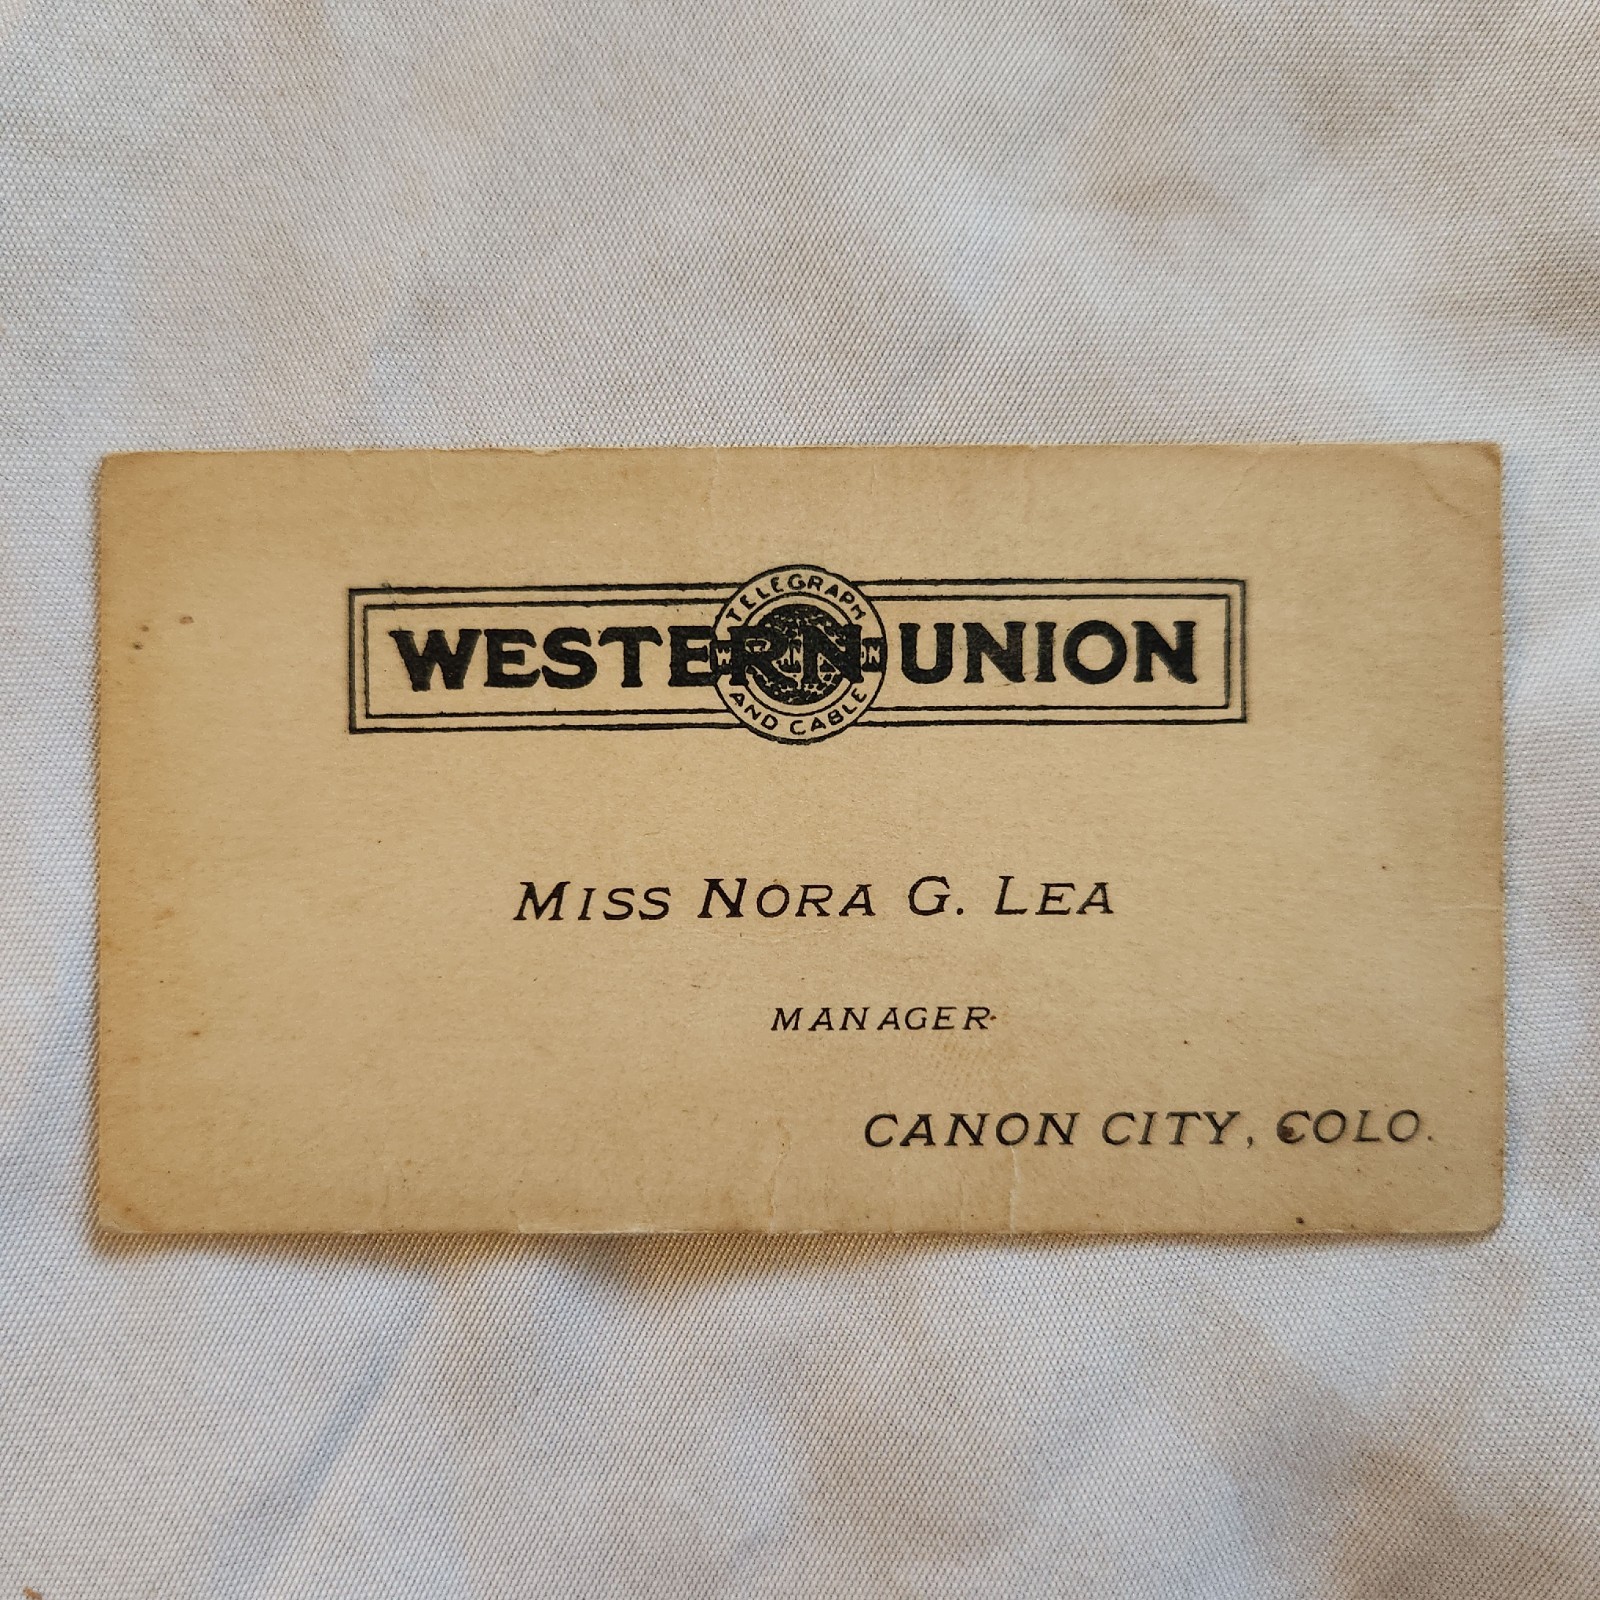 TELEGRAPH
WESTERN UNION
AND CABLE
MISS NORA G. LEA
MANAGER
CANON CITY, COLO.